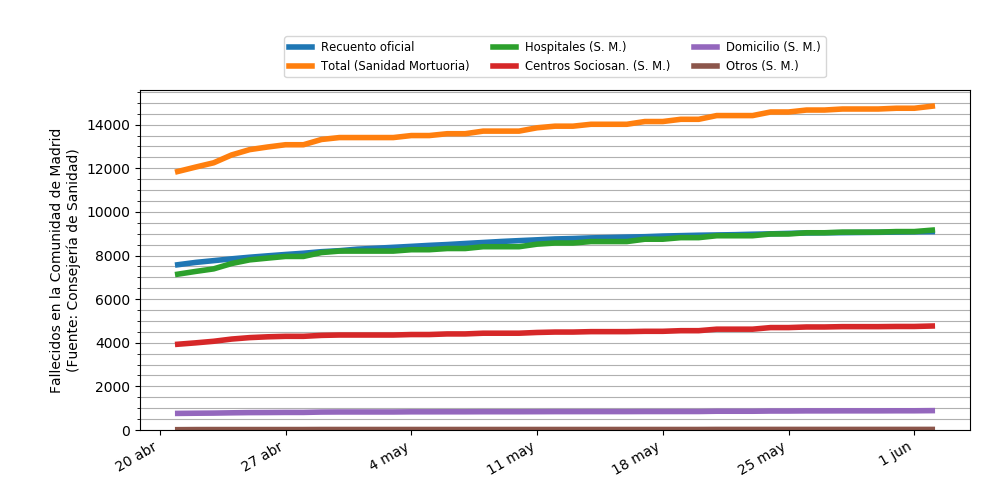 Recuento oficial
Total (Sanidad Mortuoria)
Hospitales (S. M.)
Centros Sociosan. (S. M.)
Domicilio (S. M.)
Otros (S. M.)
Fallecidos en la Comunidad de Madrid
(Fuente: Consejería de Sanidad)
14000
12000
10000
8000
6000
4000
2000
0
20 abr
27 abr
4 may
11 may
18 may
25 may
1 jun